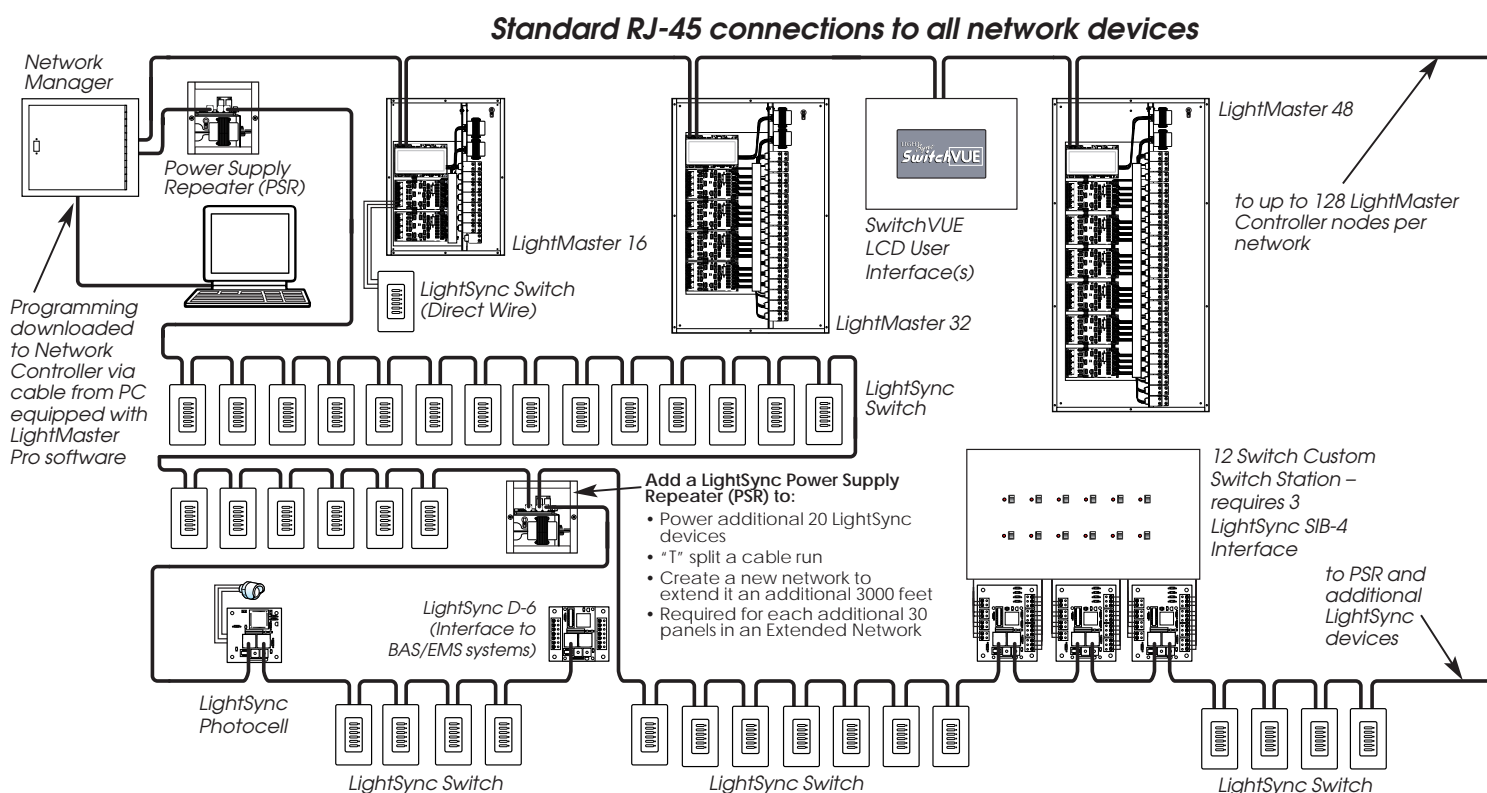 Standard RJ-45 connections to all network devices
Network
Manager
Power Supply
Repeater (PSR)
LightMaster 16
LightSync Switch
(Direct Wire)
LightMaster 32
SwitchVUE
SwitchVUE
LCD User
Interface(s)
LightMaster 48
to up to 128 LightMaster
Controller nodes per
network
Programming
downloaded
to Network
Controller via
cable from PC
equipped with
LightMaster
Pro software
LightSync
Switch
Add a LightSync Power Supply
Repeater (PSR) to:
• Power additional 20 LightSync
devices
• "T" split a cable run
• Create a new network to
extend it an additional 3000 feet
• Required for each additional 30
panels in an Extended Network
12 Switch Custom
Switch Station –
requires 3
LightSync SIB-4
Interface
to PSR and
additional
LightSync
devices
LightSync D-6
(Interface to
BAS/EMS systems)
LightSync
Photocell
LightSync Switch
LightSync Switch
LightSync Switch